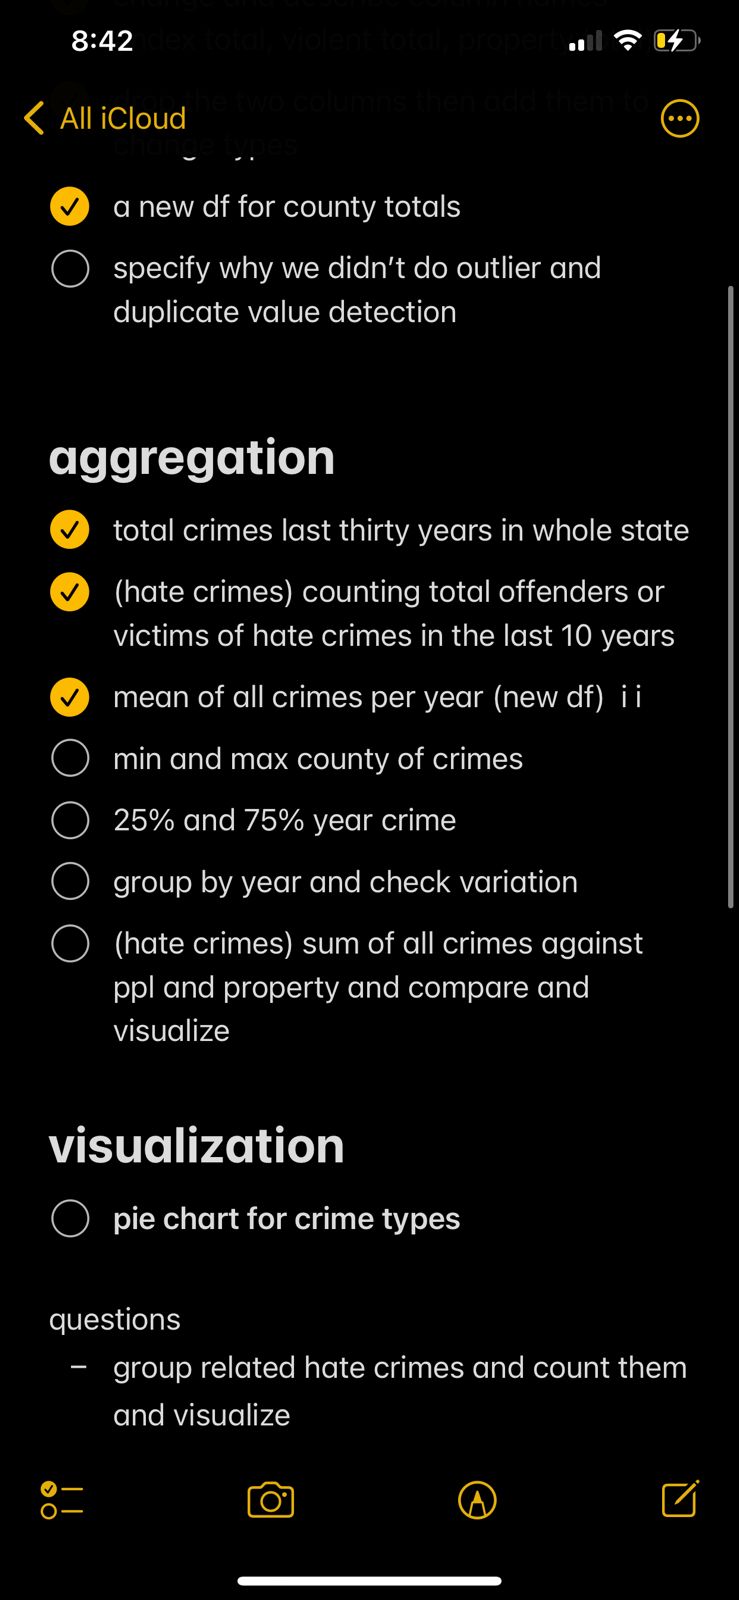 change and describe column names
index total, violent total, property
8:42
drop the two columns then add them to
All iCloud
change types
a new df for county totals
specify why we didn't do outlier and
duplicate value detection
aggregation
total crimes last thirty years in whole state
(hate crimes) counting total offenders or
victims of hate crimes in the last 10 years
mean of all crimes per year (new df)  i i
min and max county of crimes
25% and 75% year crime
group by year and check variation
(hate crimes) sum of all crimes against
ppl and property and compare and
visualize
visualization
pie chart for crime types
questions
– group related hate crimes and count them
and visualize